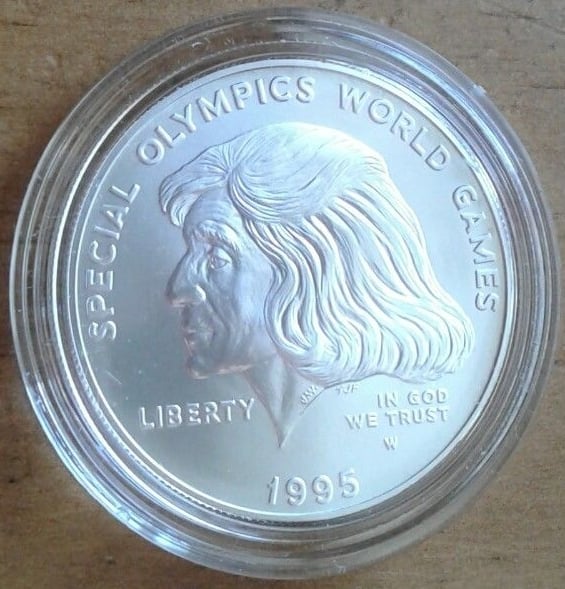 SPECIAL OLYMPICS WORLD GAMES
LIBERTY
IN GOD
WE TRUST
W
1995